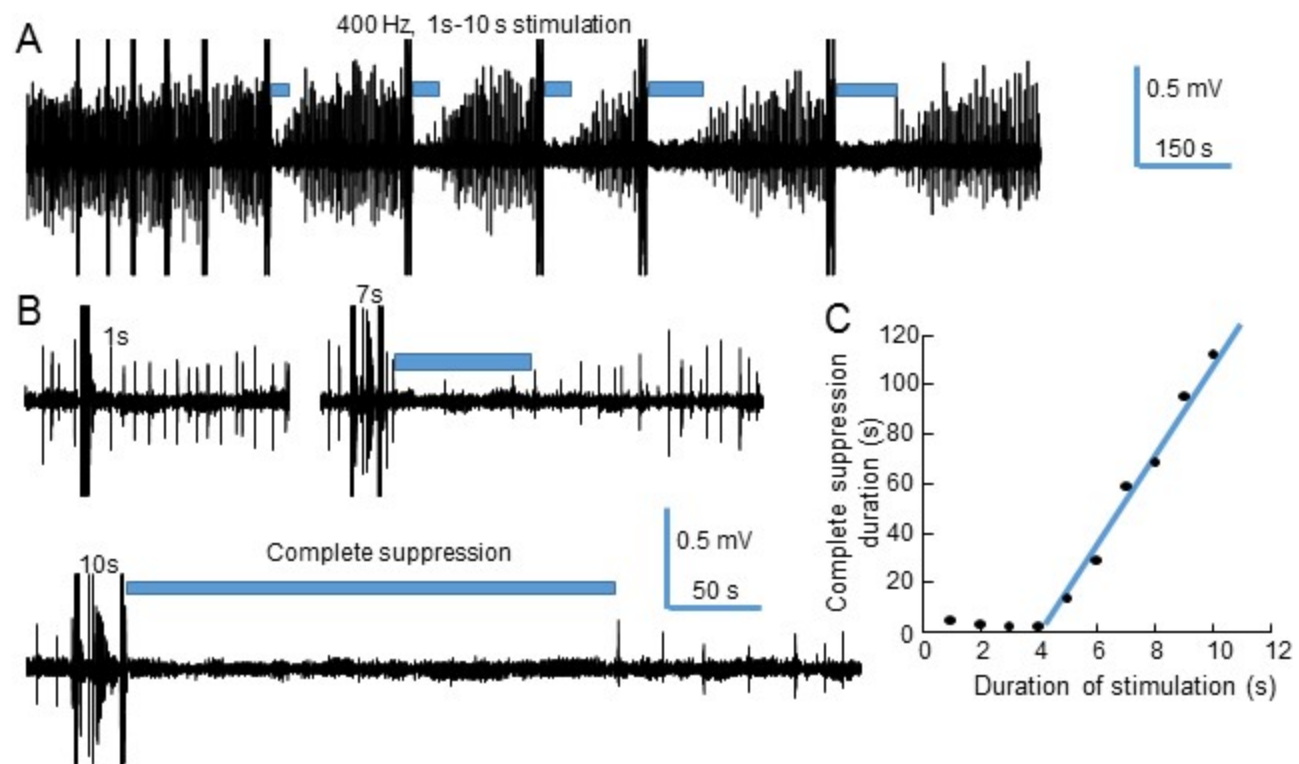 A
400 Hz, 1s-10 s stimulation
0.5 mV
150 s
B
1s
7s
10s
Complete suppression
0.5 mV
50 s
C
Complete suppression
duration (s)
120
100
80
60
40
20
0
0 2 4 6 8 10 12
Duration of stimulation (s)